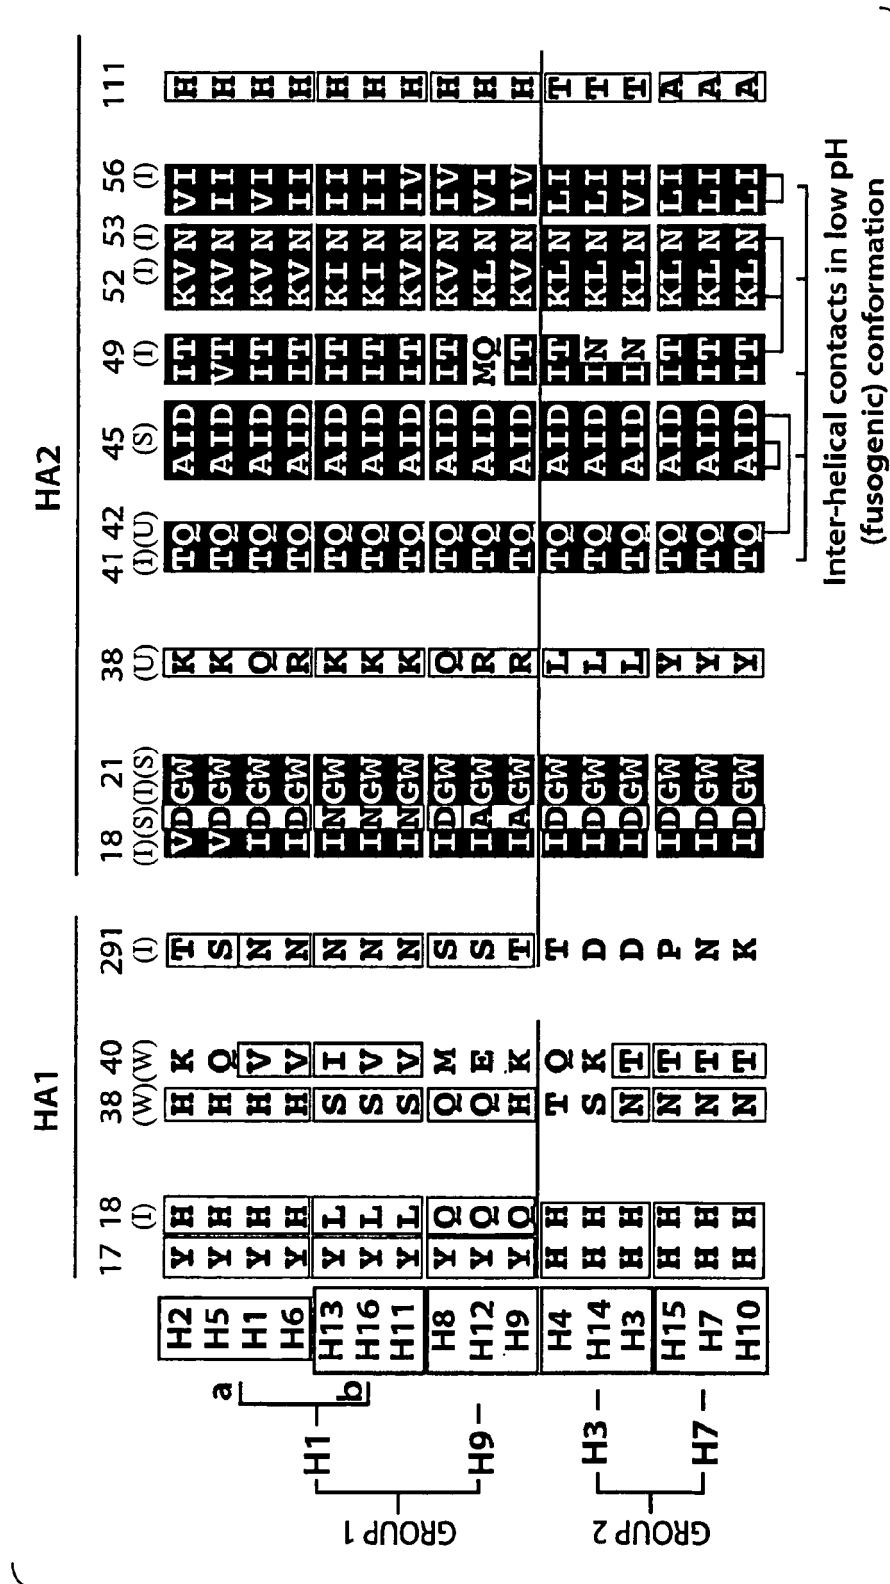 HA1 HA2
17 18 38 40 291 18 21 38 41 42 45 49 52 53 56 111
(I) (W)(W) (I) (I)(S)(I)(S) (U) (I)(U) (S) (I) (I)(I) (I)
H2 Y H H K T VDGW K TQ AID IT KVN VI H
a H5 Y H H Q S VDGW K TQ AID VT KVN II H
H1 Y H H V N IDGW Q TQ AID IT KVN VI H
H6 Y H H V N IDGW R TQ AID IT KVN II H
H1
H13 Y L S I N INGW K TQ AID IT KIN II H
b H16 Y L S V N INGW K TQ AID IT KIN II H
H11 Y L S V N INGW K TQ AID IT KVN IV H
GROUP 1
H8 Y Q Q M S IDGW Q TQ AID IT KVN IV H
H9 H12 Y Q Q E S IAGW R TQ AID MQ KLN VI H
H9 Y Q H K T IAGW R TQ AID IT KVN IV H
H4 H H T Q T IDGW L TQ AID IT KLN LI T
H3 H14 H H S K D IDGW L TQ AID IN KLN LI T
H3 H H N T D IDGW L TQ AID IN KLN VI T
GROUP 2
H15 H H N T P IDGW Y TQ AID IT KLN LI A
H7 H7 H H N T N IDGW Y TQ AID IT KLN LI A
H10 H H N T K IDGW Y TQ AID IT KLN LI A
Inter-helical contacts in low pH
(fusogenic) conformation